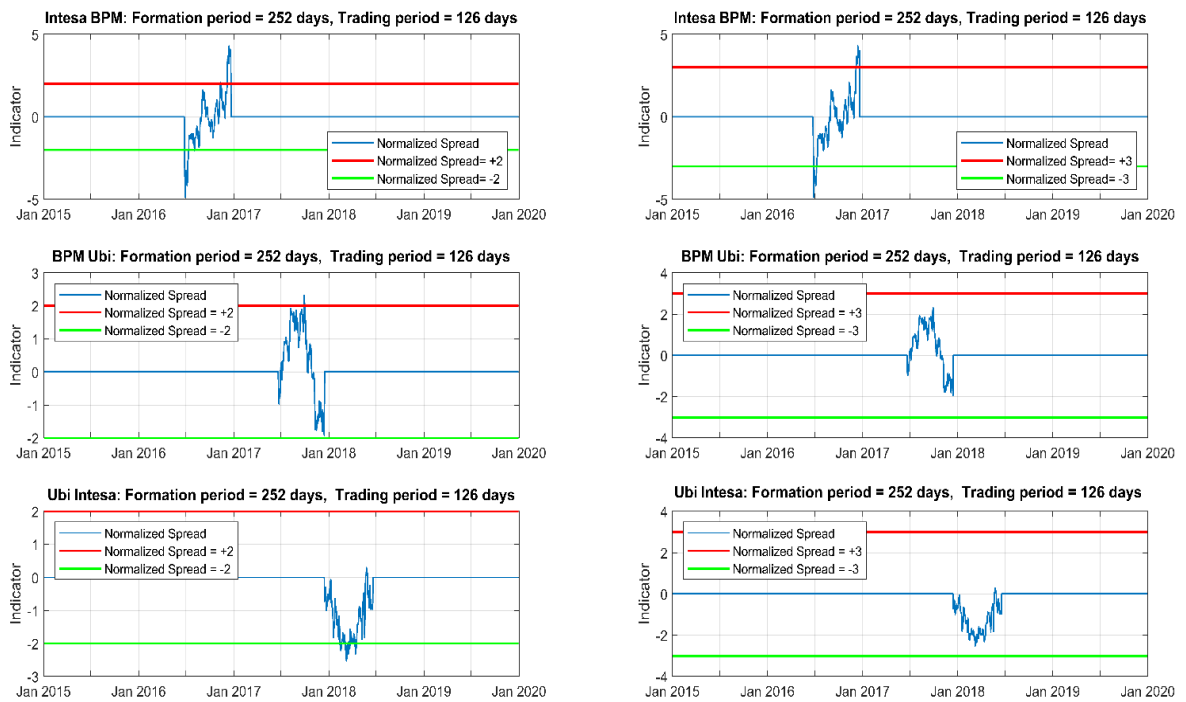 Intesa BPM: Formation period = 252 days, Trading period = 126 days
5
0
-5
Indicator
Normalized Spread
Normalized Spread= +2
Normalized Spread= -2
Jan 2015 Jan 2016 Jan 2017 Jan 2018 Jan 2019 Jan 2020
Intesa BPM: Formation period = 252 days, Trading period = 126 days
5
0
-5
Indicator
Normalized Spread
Normalized Spread= +3
Normalized Spread= -3
Jan 2015 Jan 2016 Jan 2017 Jan 2018 Jan 2019 Jan 2020
BPM Ubi: Formation period = 252 days, Trading period = 126 days
3
2
1
0
-1
-2
Indicator
Normalized Spread
Normalized Spread = +2
Normalized Spread = -2
Jan 2015 Jan 2016 Jan 2017 Jan 2018 Jan 2019 Jan 2020
BPM Ubi: Formation period = 252 days, Trading period = 126 days
4
2
0
-2
-4
Indicator
Normalized Spread
Normalized Spread = +3
Normalized Spread = -3
Jan 2015 Jan 2016 Jan 2017 Jan 2018 Jan 2019 Jan 2020
Ubi Intesa: Formation period = 252 days, Trading period = 126 days
2
1
0
-1
-2
-3
Indicator
Normalized Spread
Normalized Spread = +2
Normalized Spread = -2
Jan 2015 Jan 2016 Jan 2017 Jan 2018 Jan 2019 Jan 2020
Ubi Intesa: Formation period = 252 days, Trading period = 126 days
4
2
0
-2
-4
Indicator
Normalized Spread
Normalized Spread = +3
Normalized Spread = -3
Jan 2015 Jan 2016 Jan 2017 Jan 2018 Jan 2019 Jan 2020